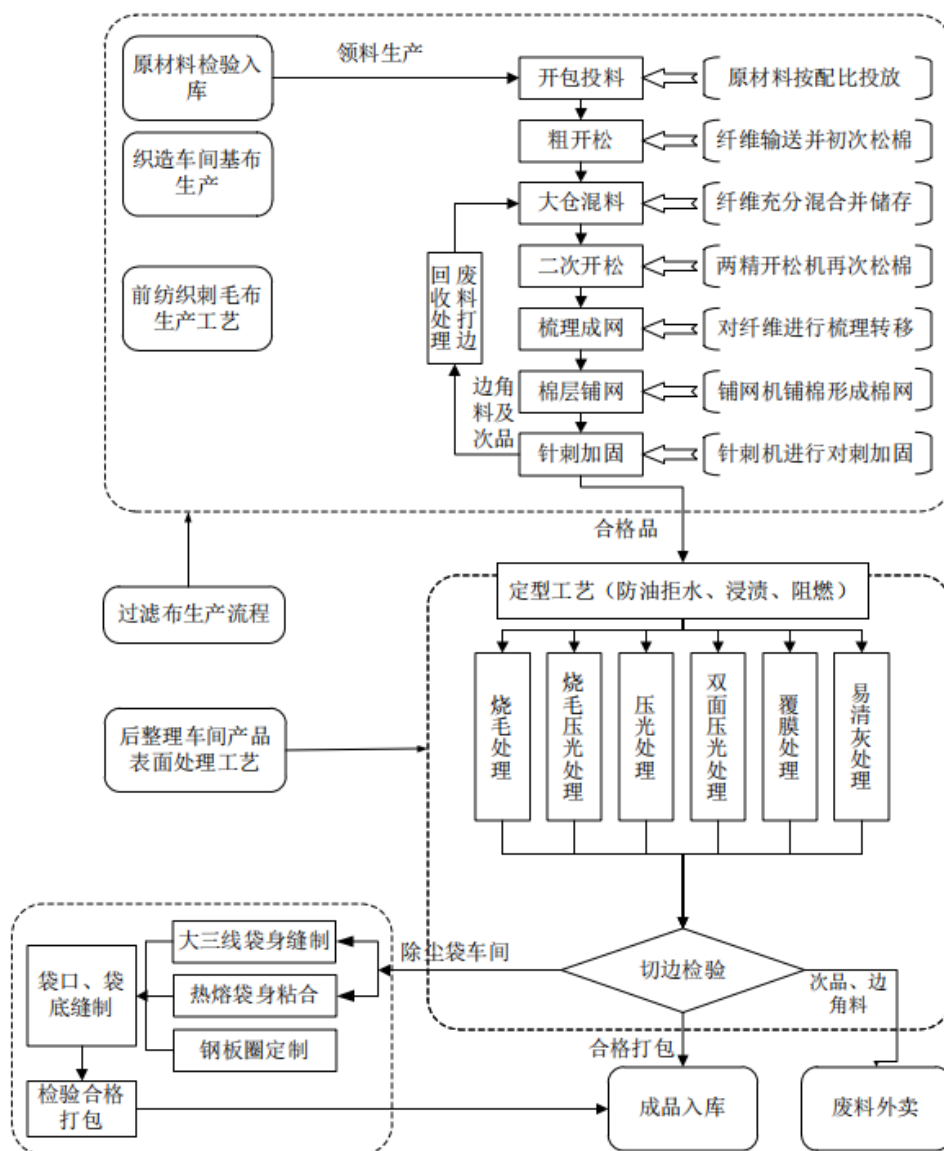 原材料检验入
库
领料生产
开包投料
原材料按配比投放
织造车间基布
生产
粗开松
纤维输送并初次松棉
大仓混料
纤维充分混合并储存
前纺织刺毛布
生产工艺
废料打边
回收处理
二次开松
两精开松机再次松棉
梳理成网
对纤维进行梳理转移
边角
料及
次品
棉层铺网
铺网机铺棉形成棉网
针刺加固
针刺机进行对刺加固
合格品
过滤布生产流程
定型工艺（防油拒水、浸渍、阻燃）
烧毛处理
烧毛压光处理
压光处理
双面压光处理
覆膜处理
易清灰处理
后整理车间产品
表面处理工艺
大三线袋身缝制
除尘袋车间
切边检验
次品、边
角料
袋口、袋
底缝制
热熔袋身粘合
钢板圈定制
合格打包
检验合格
打包
成品入库
废料外卖